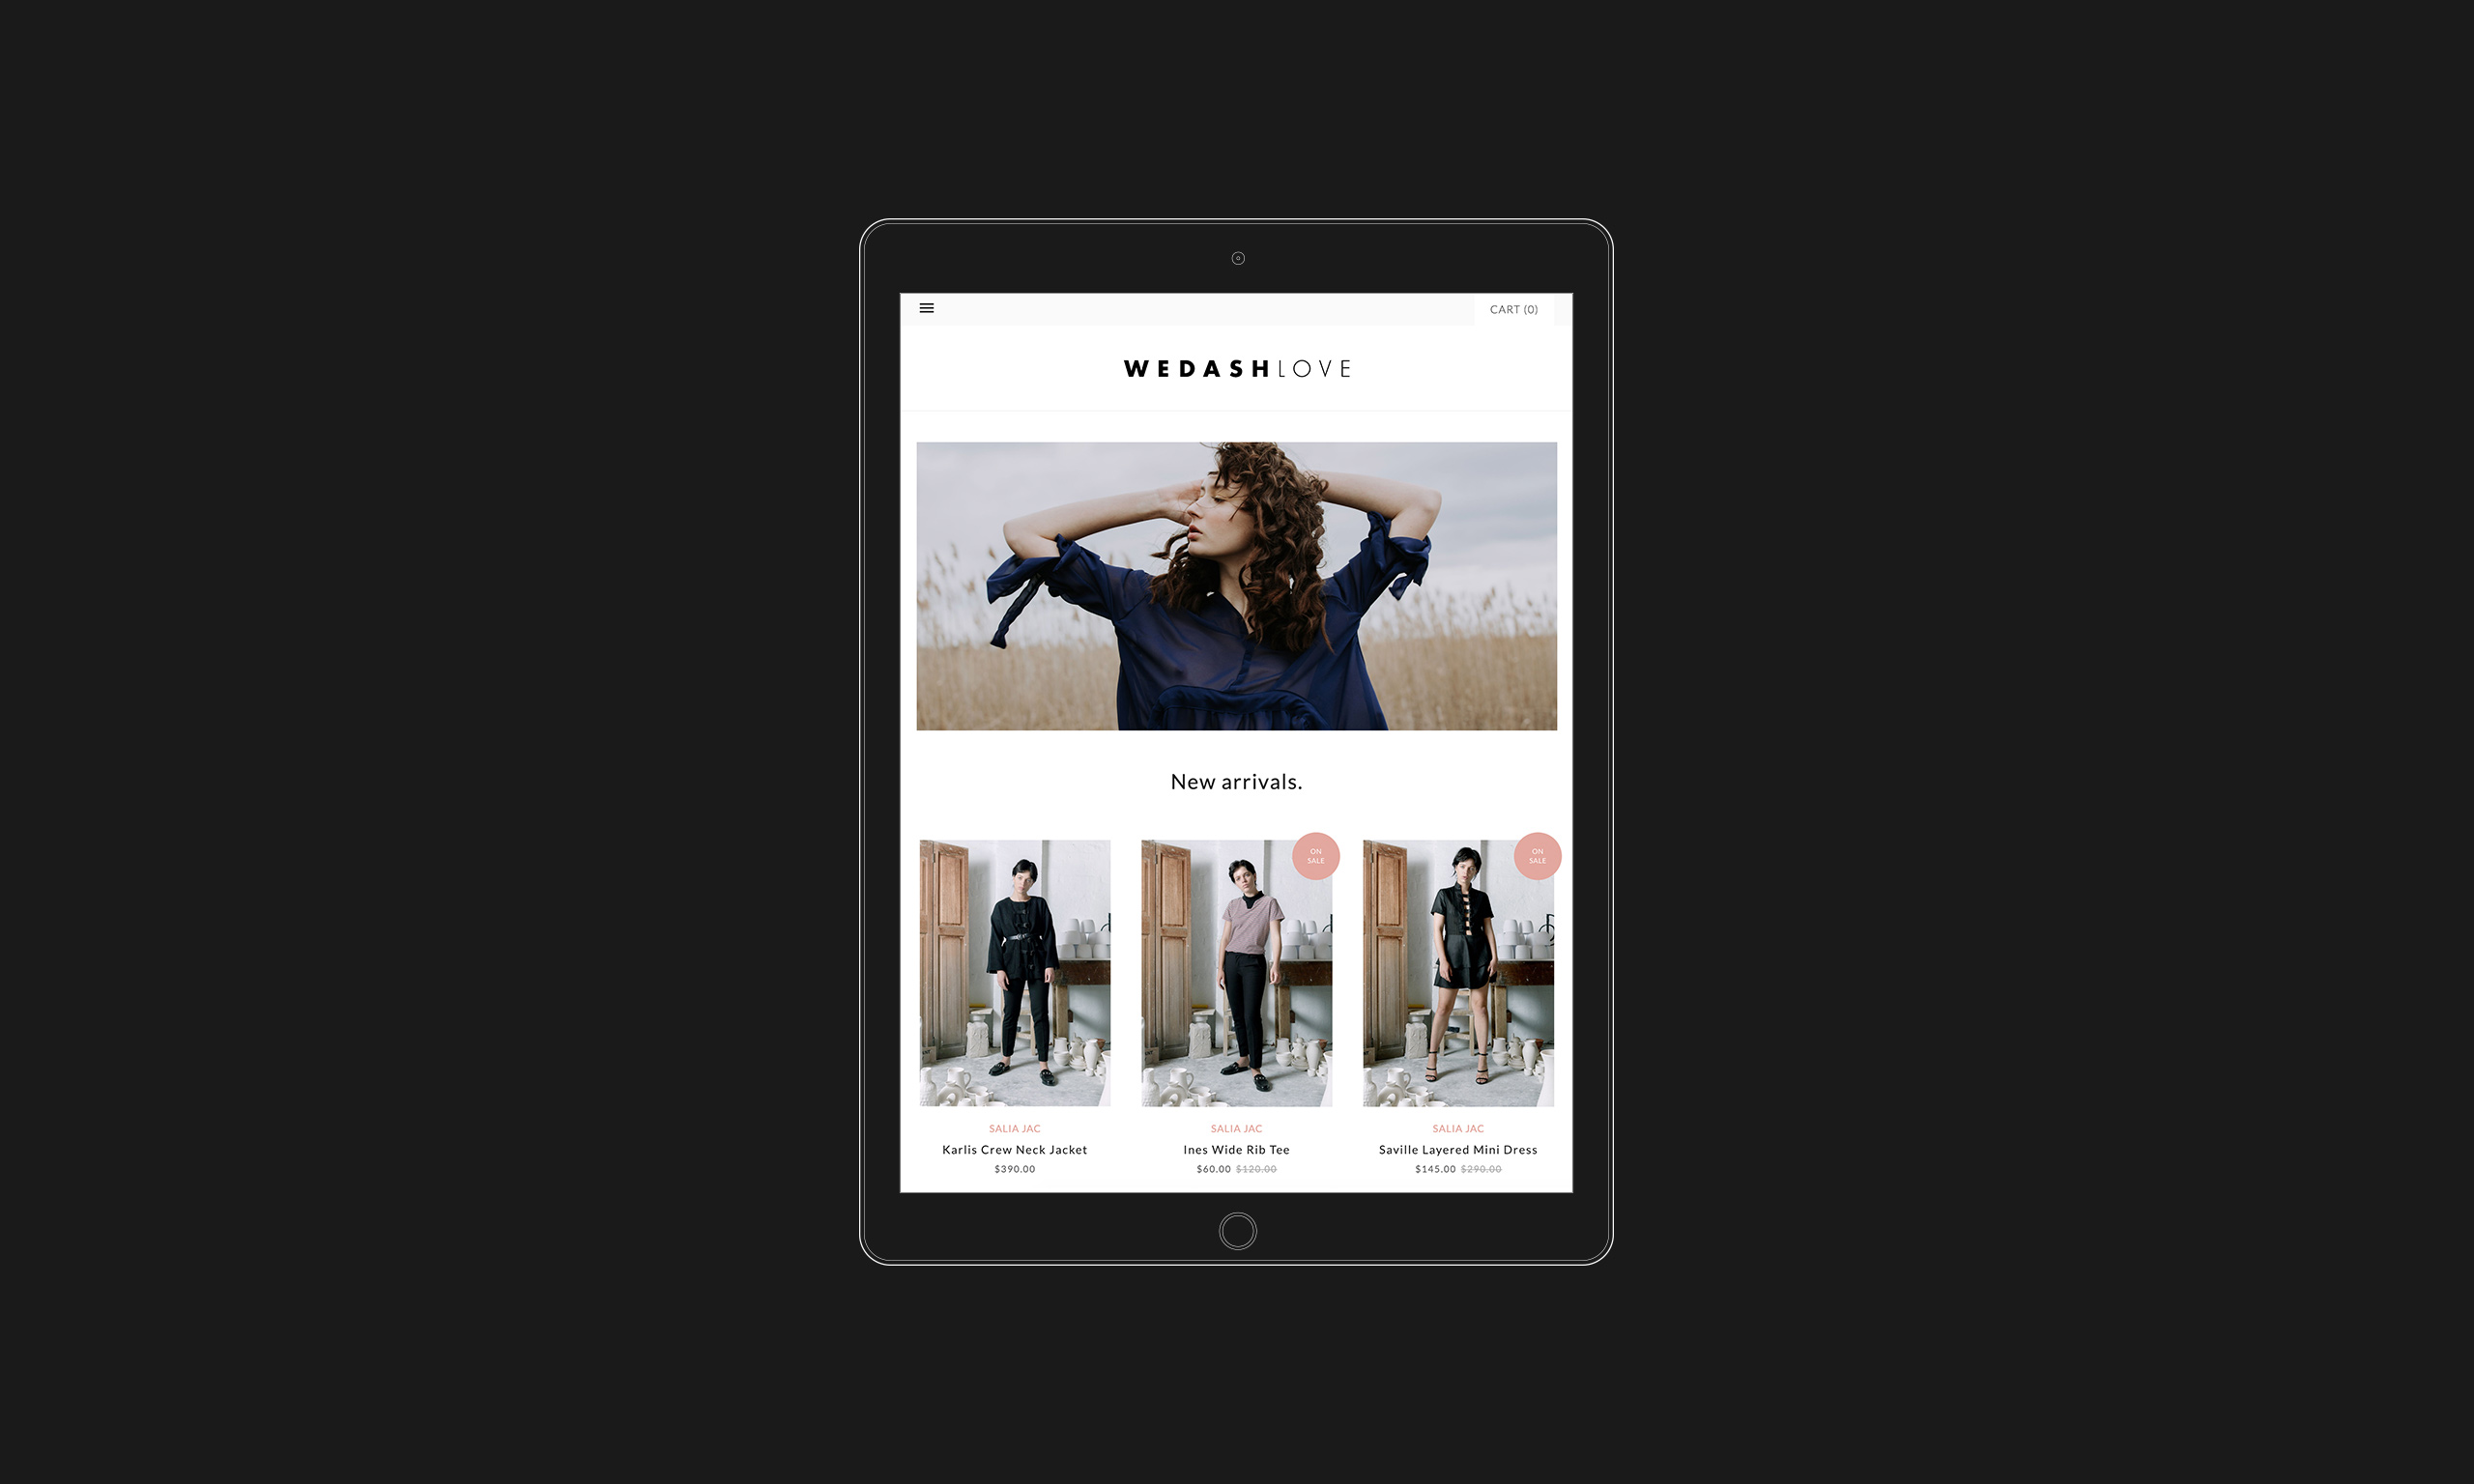 CART (0)
WEDASHLOVE
New arrivals.
ON
SALE
ON
SALE
SALIA JAC
Karlis Crew Neck Jacket
$390.00
SALIA JAC
Ines Wide Rib Tee
$60.00 $120.00
SALIA JAC
Saville Layered Mini Dress
$145.00 $290.00